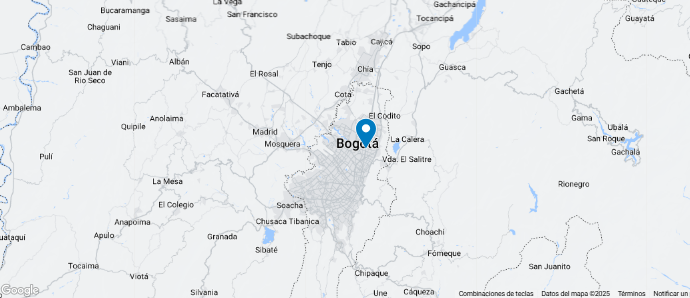 La Vega
Bucaramanga
Sasaima
San Francisco
Gachancipá
Tocancipá
Guayatá
Cambao
Chaguani
Subachoque
Tabio
Cajicá
Sopo
Viani
Albán
Tenjo
Chía
Guasca
San Juan de
Rio Seco
El Rosal
Facatativá
Cota
Gachetá
Ambalema
Anolaima
El Codito
Gama
Quipile
Madrid
Mosquera
Bogotá
La Calera
Ubalá
San Roque
Gachalá
Pulí
Vda. El Salitre
La Mesa
Rionegro
El Colegio
Soacha
Anapoima
Chusaca Tibanica
Apulo
Granada
Sibaté
Choachi
Fómeque
Tocaima
Viotá
Chipaque
San Juanito
Silvania
Une
Cáqueza
Google
Combinaciones de teclas
Datos del mapa ©2025
Términos
Notificar un